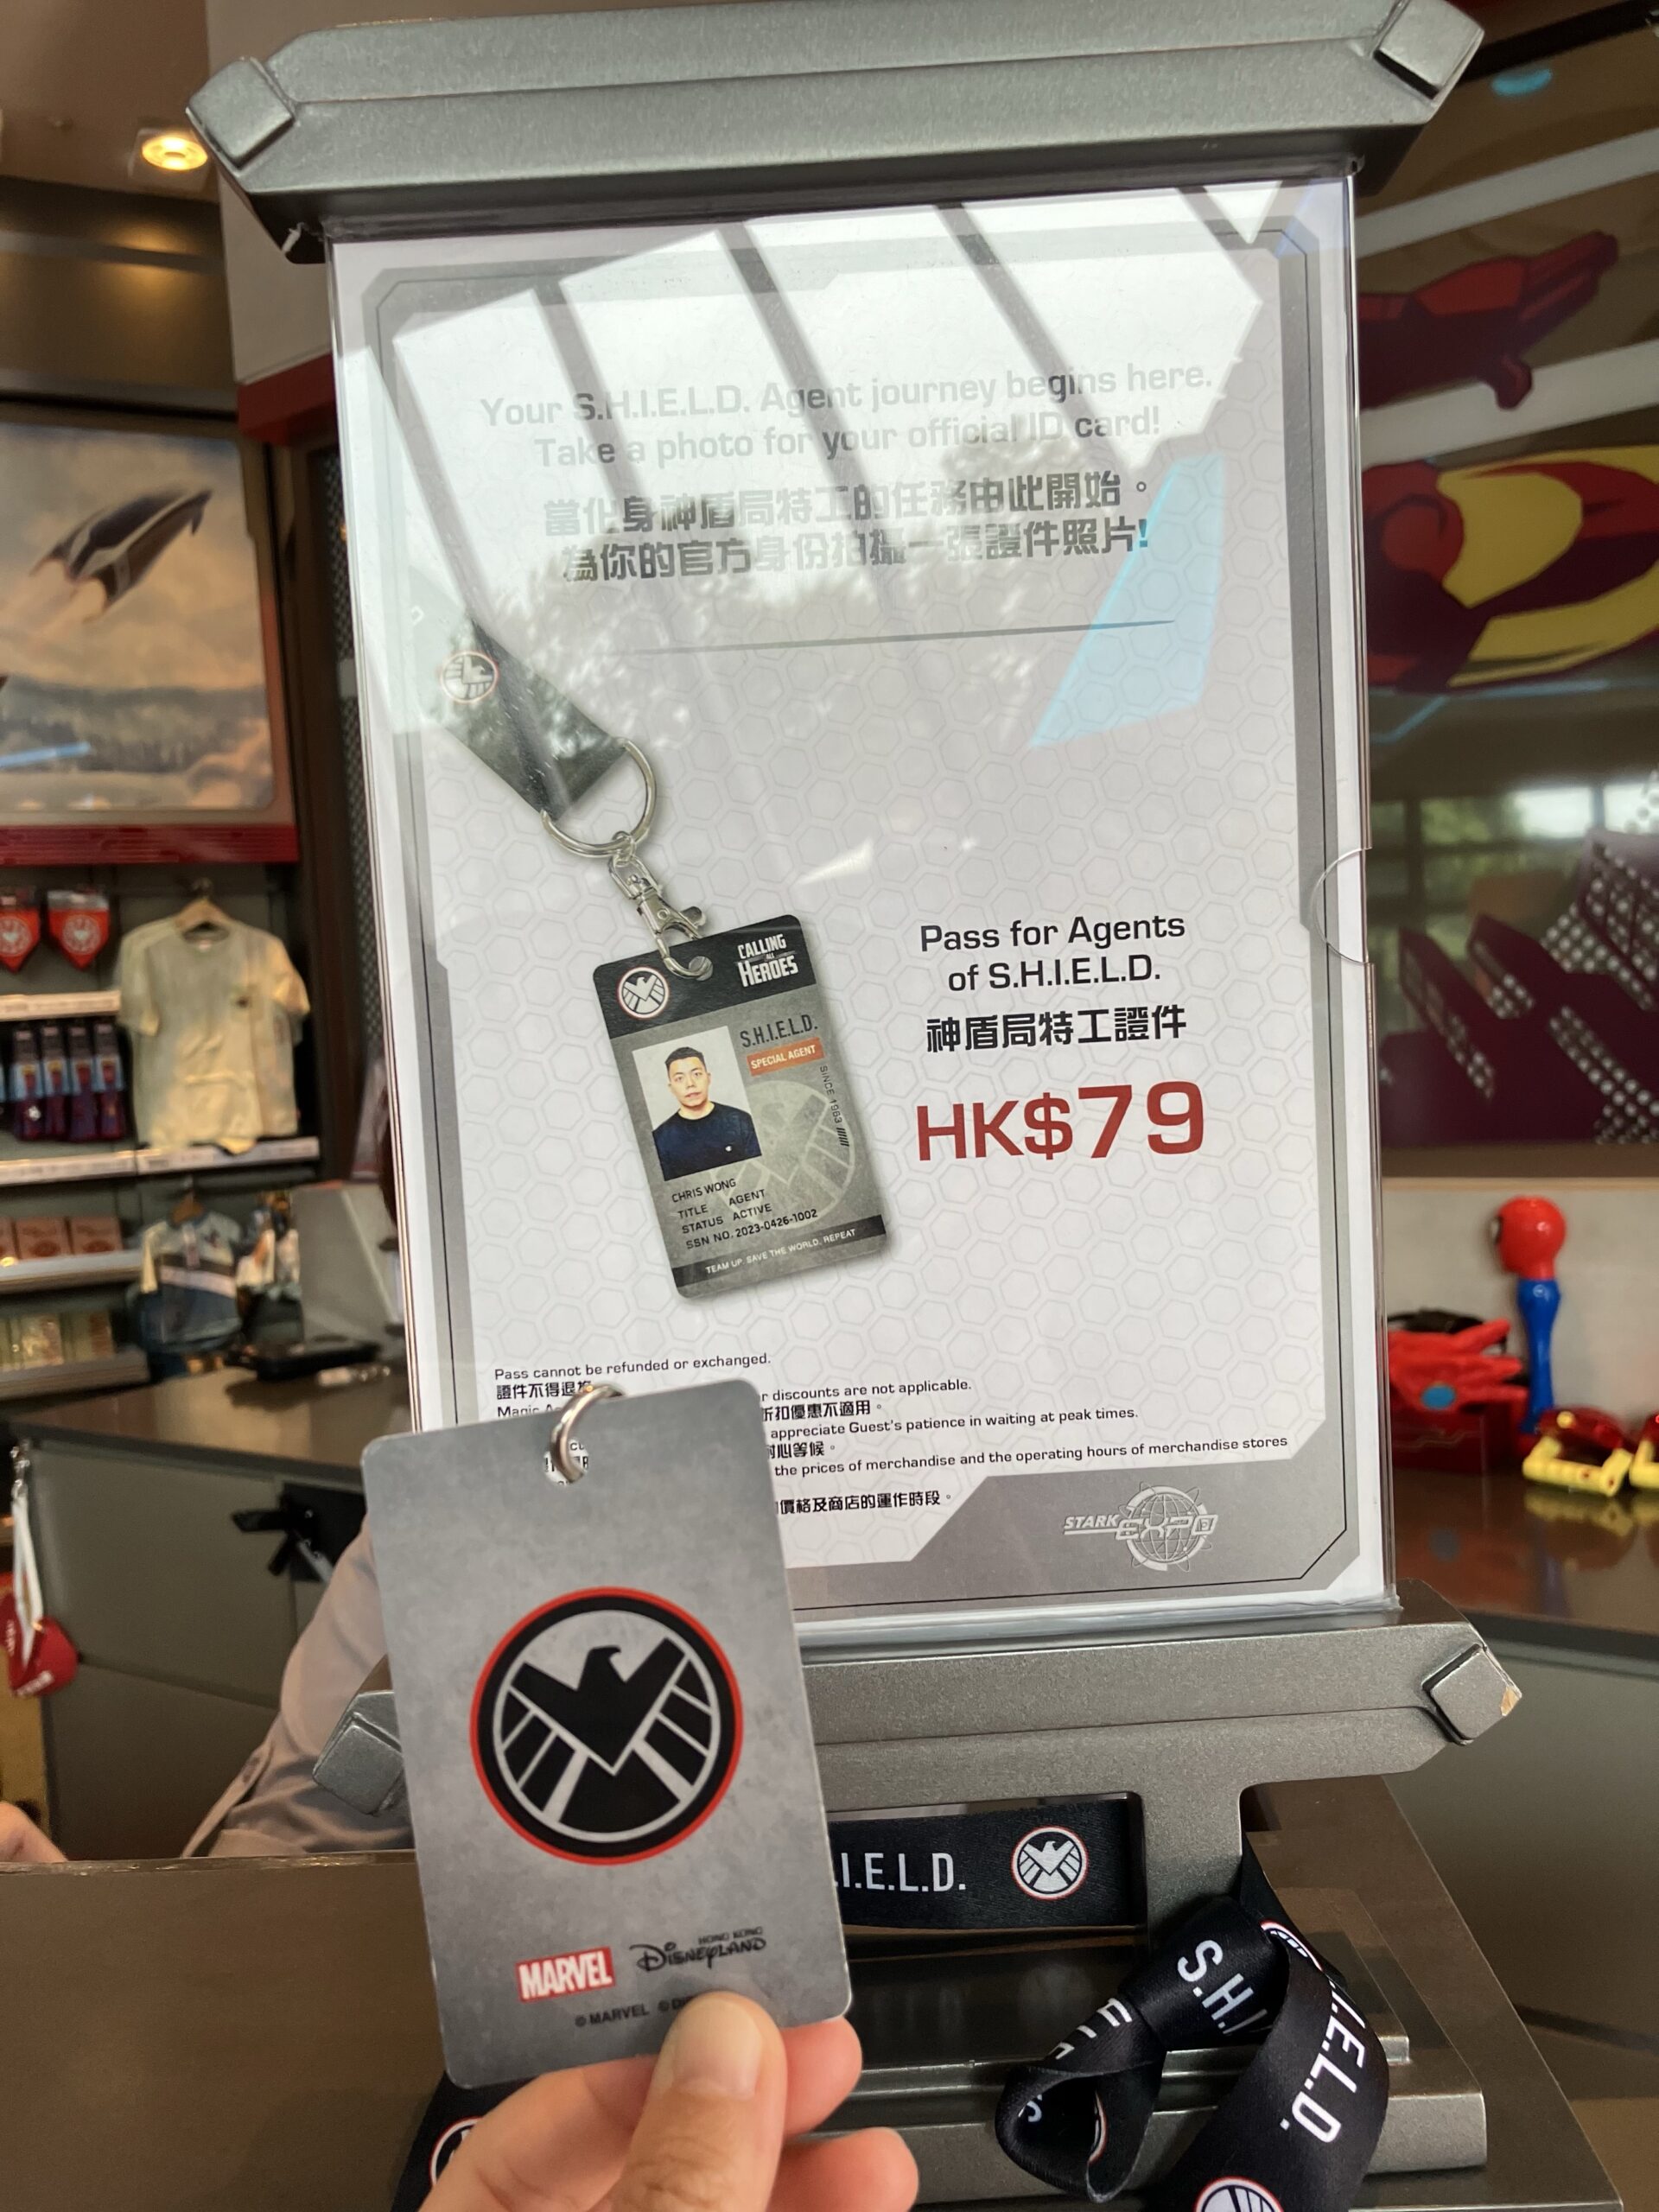 Your S.H.I.E.L.D. Agent journey begins here.
Take a photo for your official ID card!
當化身神盾局特工的任務由此開始。
為你的官方身份拍攝一張證件照片!
CALLING
ALL
HEROES
S.H.I.E.L.D.
SPECIAL AGENT
SINCE 1963
CHRIS WONG
TITLE AGENT
STATUS ACTIVE
SSN NO. 2023-0426-1002
TEAM UP. SAVE THE WORLD. REPEAT
Pass for Agents
of S.H.I.E.L.D.
神盾局特工證件
HK$79
Pass cannot be refunded or exchanged.
證件不得退換
Magic
r discounts are not applicable.
折扣優惠不適用。
appreciate Guest's patience in waiting at peak times.
耐心等候。
the prices of merchandise and the operating hours of merchandise stores
價格及商店的運作時段。
STARK EXPO
MARVEL
HONG KONG
DISNEYLAND
© MARVEL © DI
.I.E.L.D.
S.H.I
I.E.L.D.